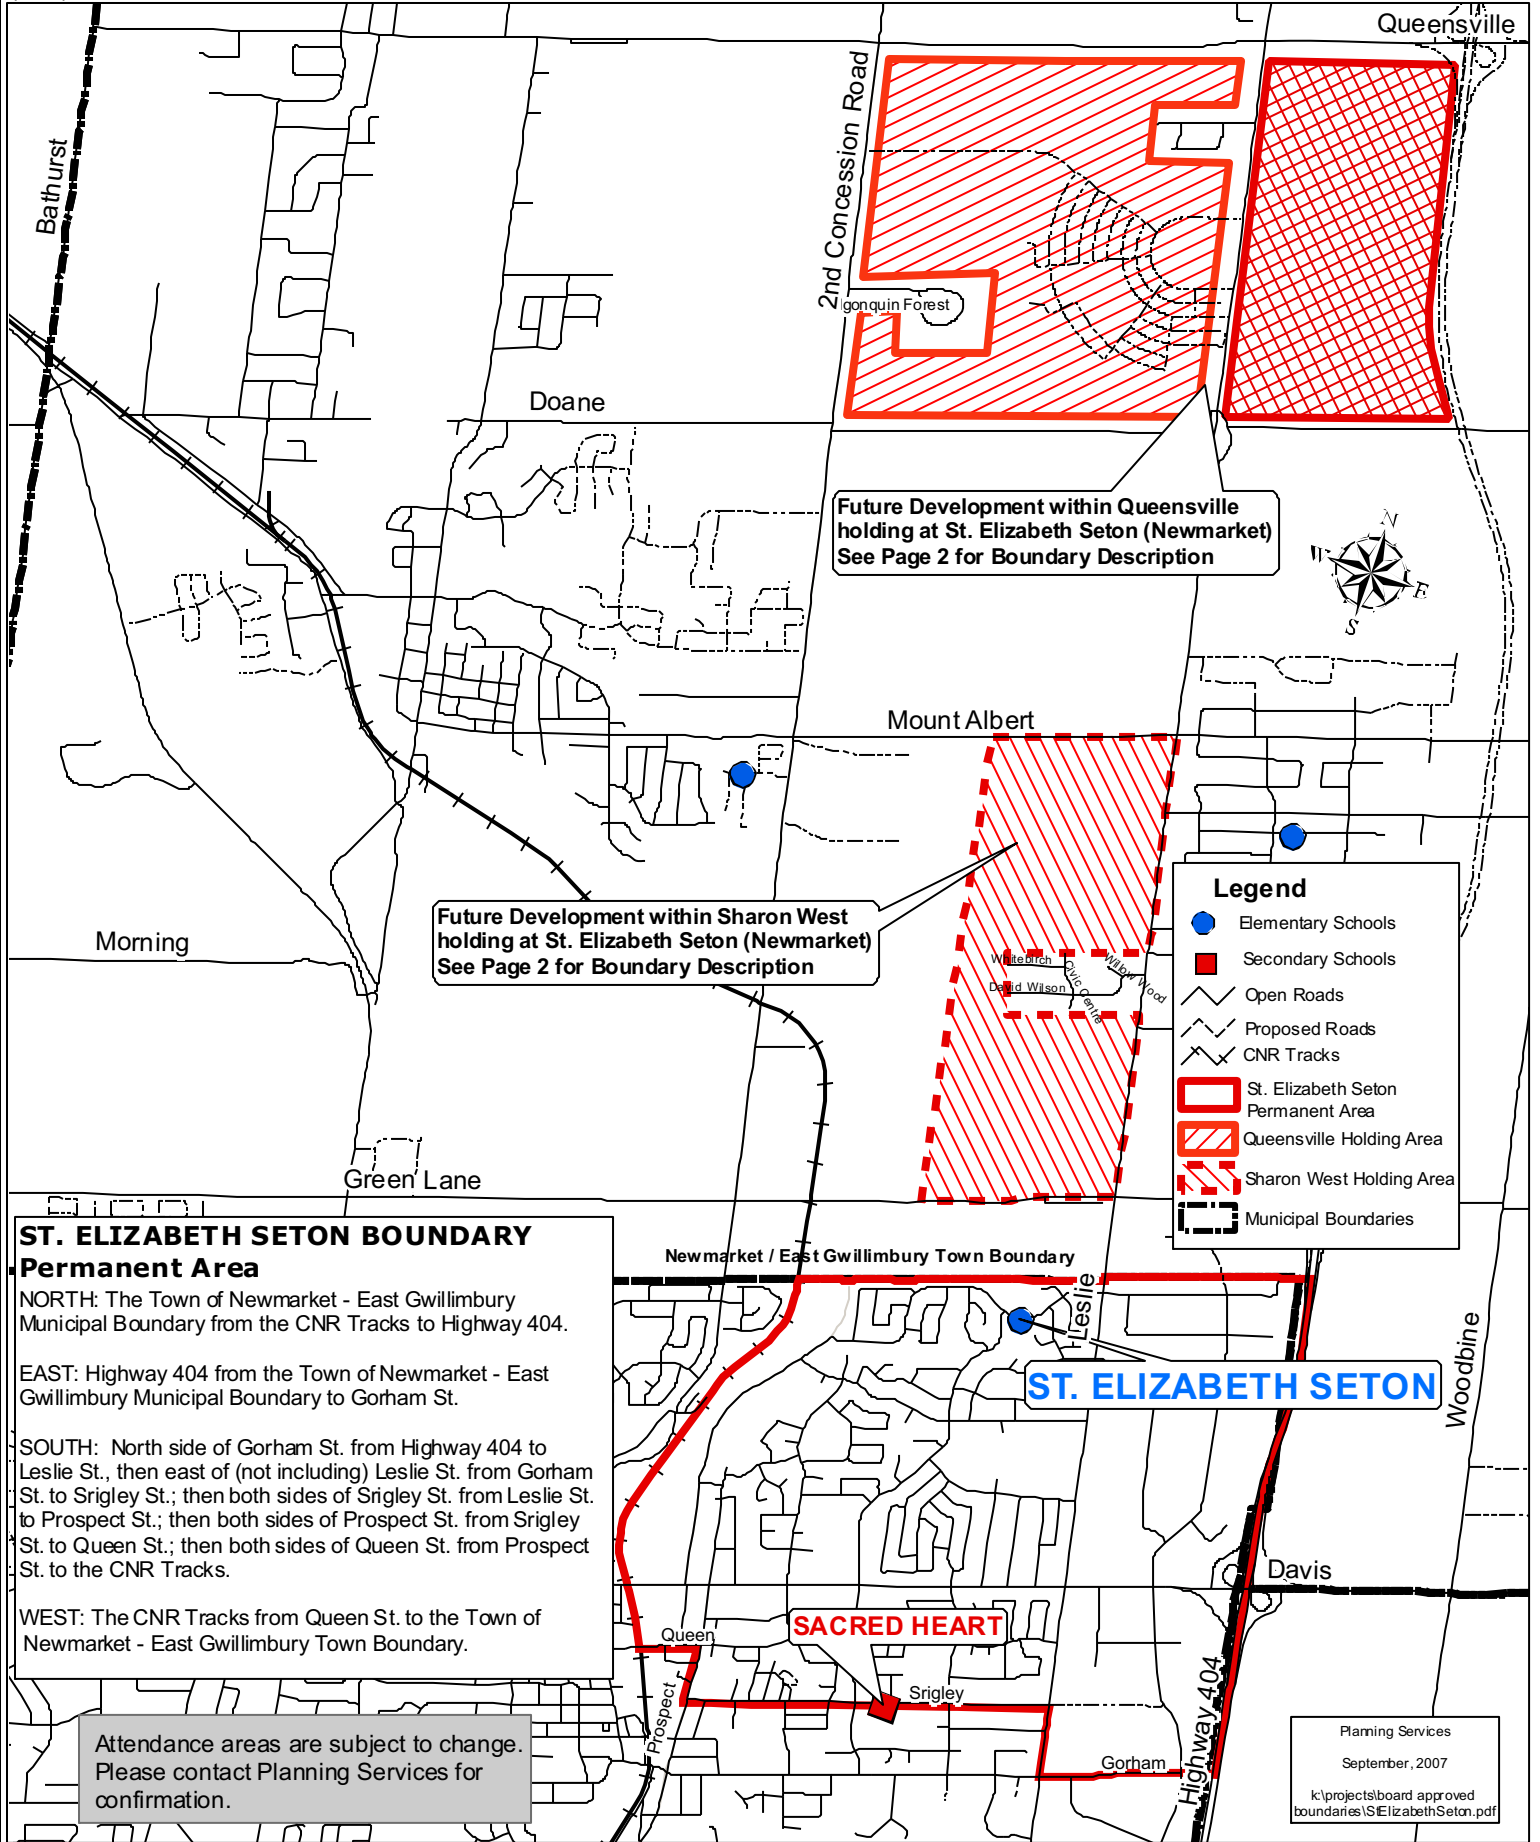 Queensville
Bathurst
2nd Concession Road
lgonquin Forest
Doane
Future Development within Queensville
holding at St. Elizabeth Seton (Newmarket)
See Page 2 for Boundary Description
N
W
E
S
Mount Albert
Future Development within Sharon West
holding at St. Elizabeth Seton (Newmarket)
See Page 2 for Boundary Description
Morning
Whitebirch
Willow Wood
Civic Centre
David Wilson
Legend
Elementary Schools
Secondary Schools
Open Roads
Proposed Roads
CNR Tracks
St. Elizabeth Seton
Permanent Area
Queensville Holding Area
Sharon West Holding Area
Municipal Boundaries
Green Lane
ST. ELIZABETH SETON BOUNDARY
Permanent Area
NORTH: The Town of Newmarket - East Gwillimbury
Municipal Boundary from the CNR Tracks to Highway 404.
EAST: Highway 404 from the Town of Newmarket - East
Gwillimbury Municipal Boundary to Gorham St.
SOUTH: North side of Gorham St. from Highway 404 to
Leslie St., then east of (not including) Leslie St. from Gorham
St. to Srigley St.; then both sides of Srigley St. from Leslie St.
to Prospect St.; then both sides of Prospect St. from Srigley
St. to Queen St.; then both sides of Queen St. from Prospect
St. to the CNR Tracks.
WEST: The CNR Tracks from Queen St. to the Town of
Newmarket - East Gwillimbury Town Boundary.
Newmarket / East Gwillimbury Town Boundary
Leslie
ST. ELIZABETH SETON
Woodbine
Davis
SACRED HEART
Queen
Srigley
Prospect
Gorham
Highway 404
Attendance areas are subject to change.
Please contact Planning Services for
confirmation.
Planning Services
September, 2007
k:\projects\board approved
boundaries\StElizabethSeton.pdf